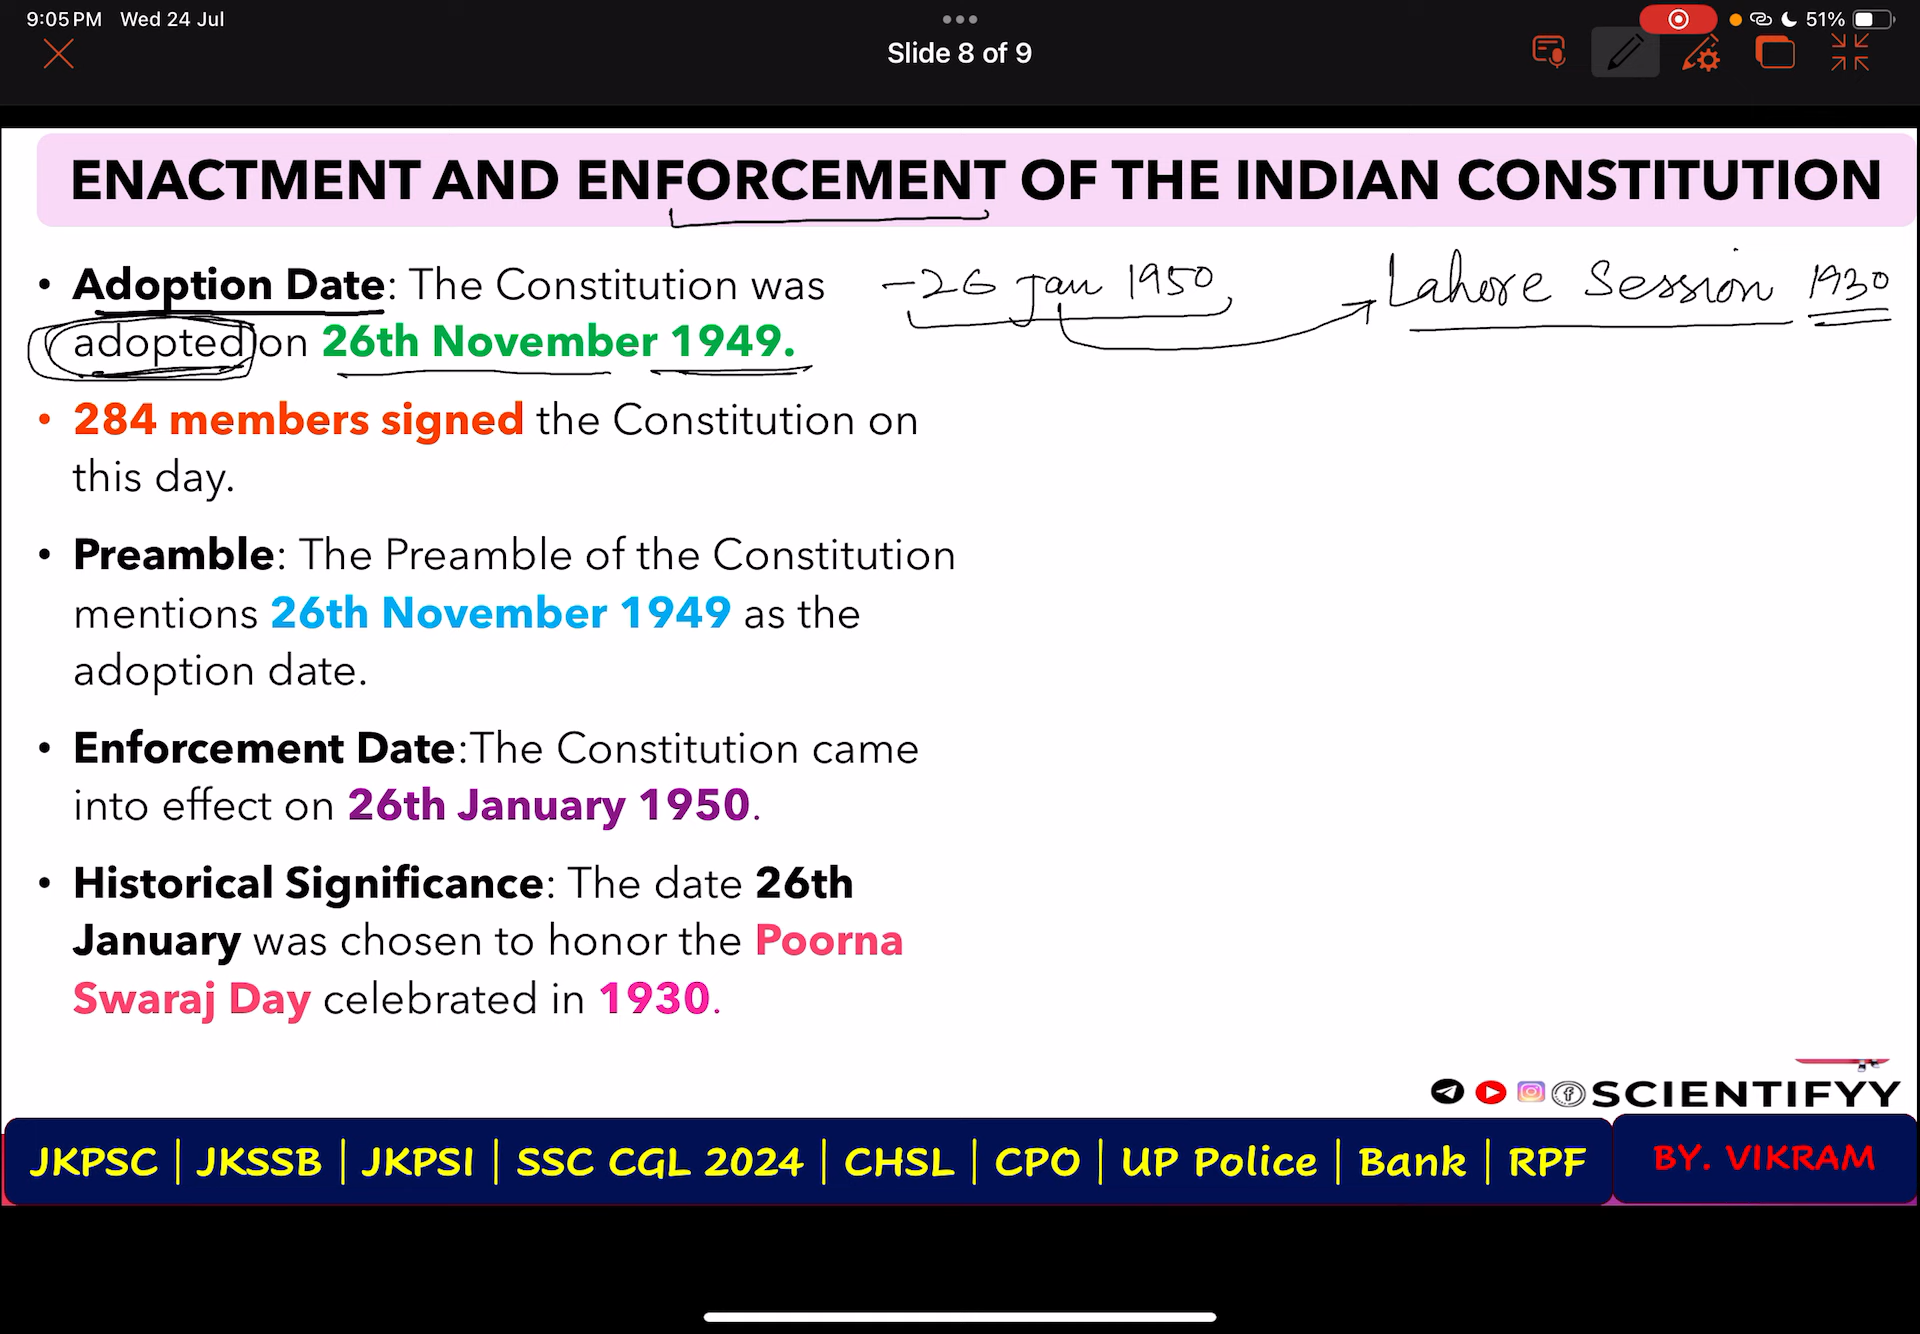 9:05 PM Wed 24 Jul
51%
Slide 8 of 9
ENACTMENT AND ENFORCEMENT OF THE INDIAN CONSTITUTION
• Adoption Date: The Constitution was
adopted on 26th November 1949.
- 26 Jan 1950, Lahore Session 1930
• 284 members signed the Constitution on
this day.
• Preamble: The Preamble of the Constitution
mentions 26th November 1949 as the
adoption date.
• Enforcement Date:The Constitution came
into effect on 26th January 1950.
• Historical Significance: The date 26th
January was chosen to honor the Poorna
Swaraj Day celebrated in 1930.
SCIENTIFYY
JKPSC | JKSSB | JKPSI | SSC CGL 2024 | CHSL | CPO | UP Police | Bank | RPF
BY. VIKRAM